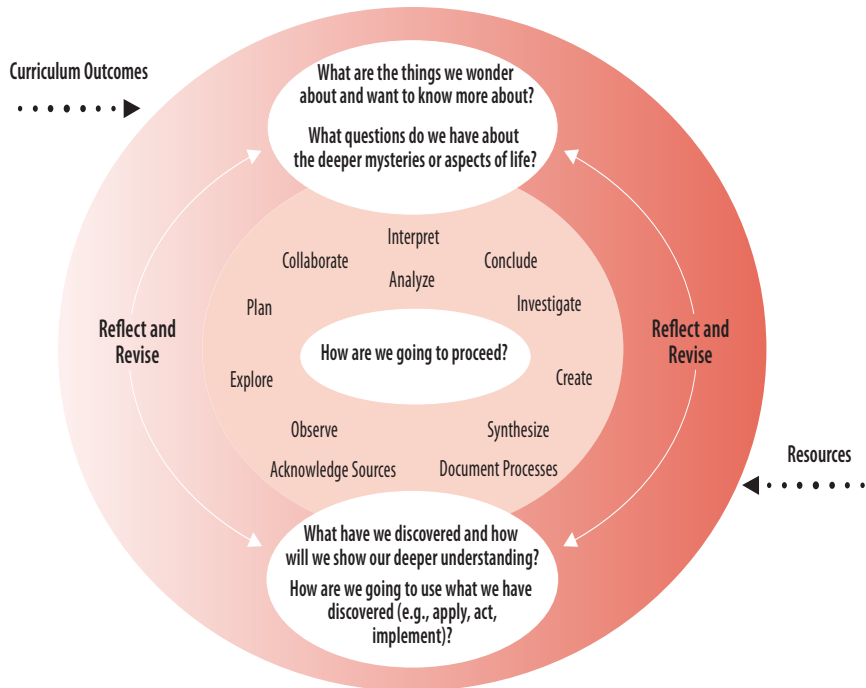 Curriculum Outcomes
What are the things we wonder
about and want to know more about?
What questions do we have about
the deeper mysteries or aspects of life?
Interpret
Collaborate
Conclude
Analyze
Plan
Investigate
Reflect and
Revise
How are we going to proceed?
Reflect and
Revise
Explore
Create
Observe
Synthesize
Acknowledge Sources
Document Processes
Resources
What have we discovered and how
will we show our deeper understanding?
How are we going to use what we have
discovered (e.g., apply, act,
implement)?